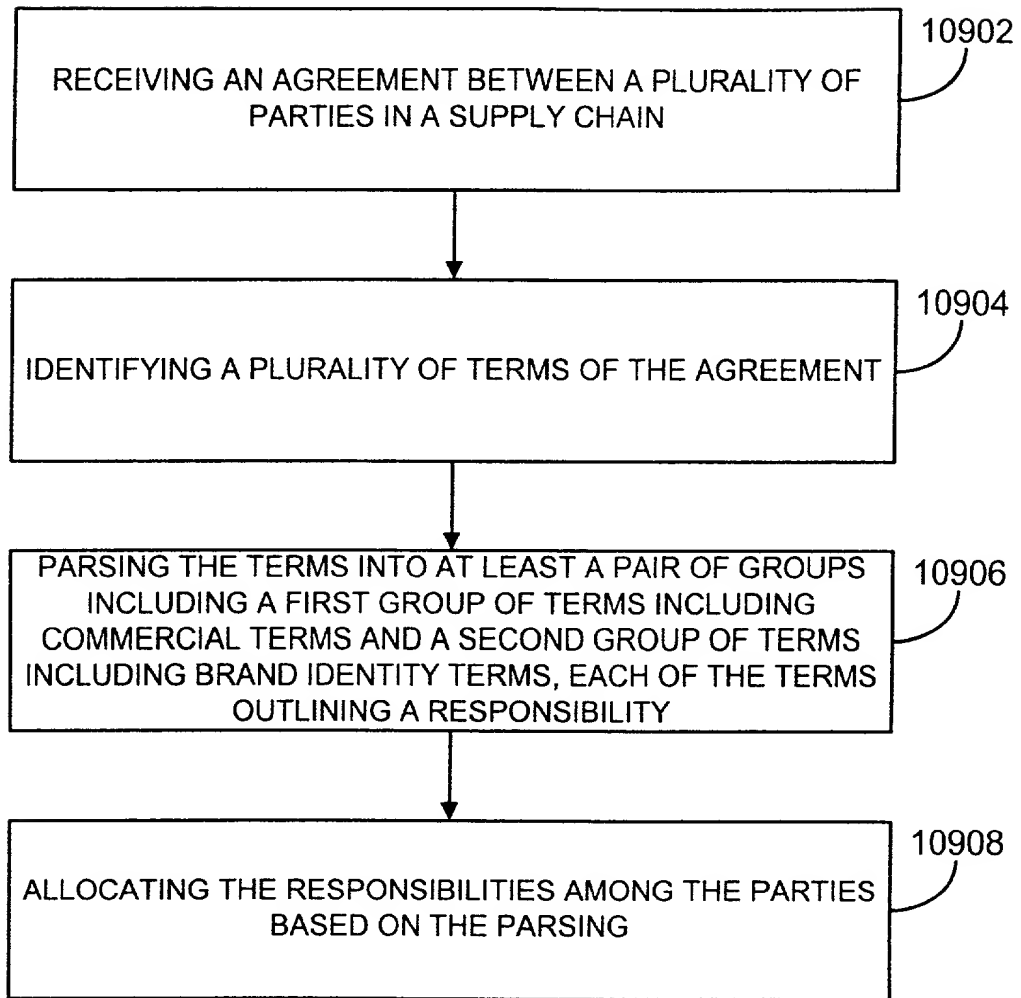 10902
RECEIVING AN AGREEMENT BETWEEN A PLURALITY OF
PARTIES IN A SUPPLY CHAIN
10904
IDENTIFYING A PLURALITY OF TERMS OF THE AGREEMENT
10906
PARSING THE TERMS INTO AT LEAST A PAIR OF GROUPS
INCLUDING A FIRST GROUP OF TERMS INCLUDING
COMMERCIAL TERMS AND A SECOND GROUP OF TERMS
INCLUDING BRAND IDENTITY TERMS, EACH OF THE TERMS
OUTLINING A RESPONSIBILITY
10908
ALLOCATING THE RESPONSIBILITIES AMONG THE PARTIES
BASED ON THE PARSING